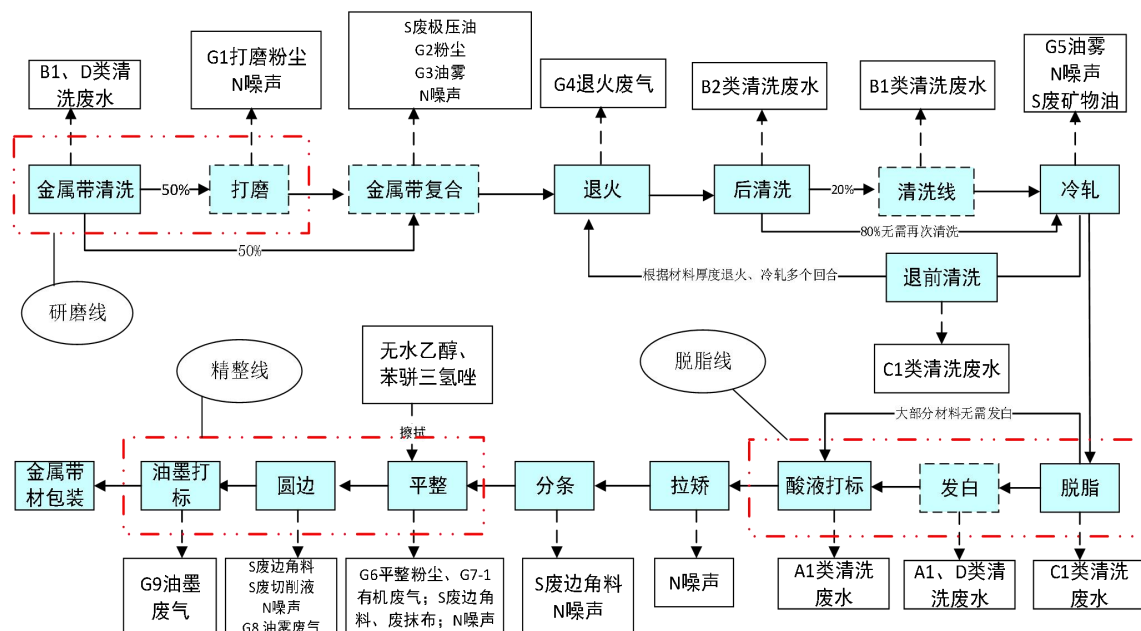 B1、D类清
洗废水
G1打磨粉尘
N噪声
S废极压油
G2粉尘
G3油雾
N噪声
G4退火废气
B2类清洗废水
B1类清洗废水
G5油雾
N噪声
S废矿物油
金属带清洗
50%
打磨
金属带复合
退火
后清洗
20%
清洗线
冷轧
50%
80%无需再次清洗
根据材料厚度退火、冷轧多个回合
退前清洗
研磨线
C1类清洗废水
精整线
无水乙醇、
苯骈三氢唑
脱脂线
擦拭
大部分材料无需发白
金属带
材包装
油墨打
标
圆边
平整
分条
拉矫
酸液打标
发白
脱脂
G9油墨
废气
S废边角料
S废切削液
N噪声
G8油雾废气
G6平整粉尘、G7-1
有机废气；S废边角
料、废抹布；N噪声
S废边角料
N噪声
N噪声
A1类清洗
废水
A1、D类清
洗废水
C1类清洗
废水